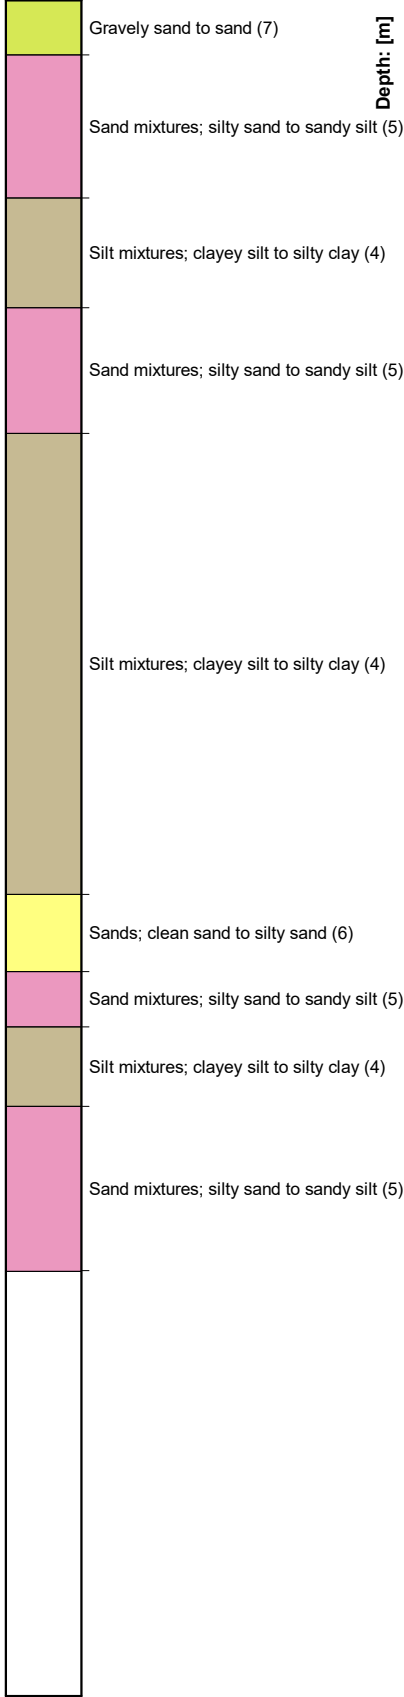 Gravely sand to sand (7)
Depth: [m]
Sand mixtures; silty sand to sandy silt (5)
Silt mixtures; clayey silt to silty clay (4)
Sand mixtures; silty sand to sandy silt (5)
Silt mixtures; clayey silt to silty clay (4)
Sands; clean sand to silty sand (6)
Sand mixtures; silty sand to sandy silt (5)
Silt mixtures; clayey silt to silty clay (4)
Sand mixtures; silty sand to sandy silt (5)